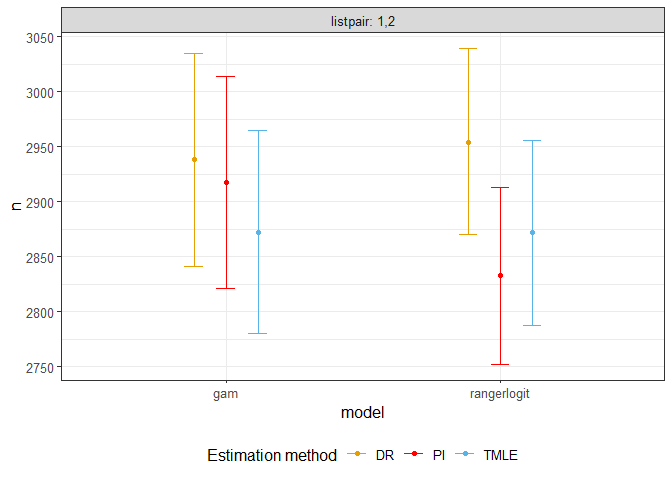 listpair: 1,2
3050
3000
2950
2900
2850
2800
2750
n
gam rangerlogit
model
Estimation method DR PI TMLE